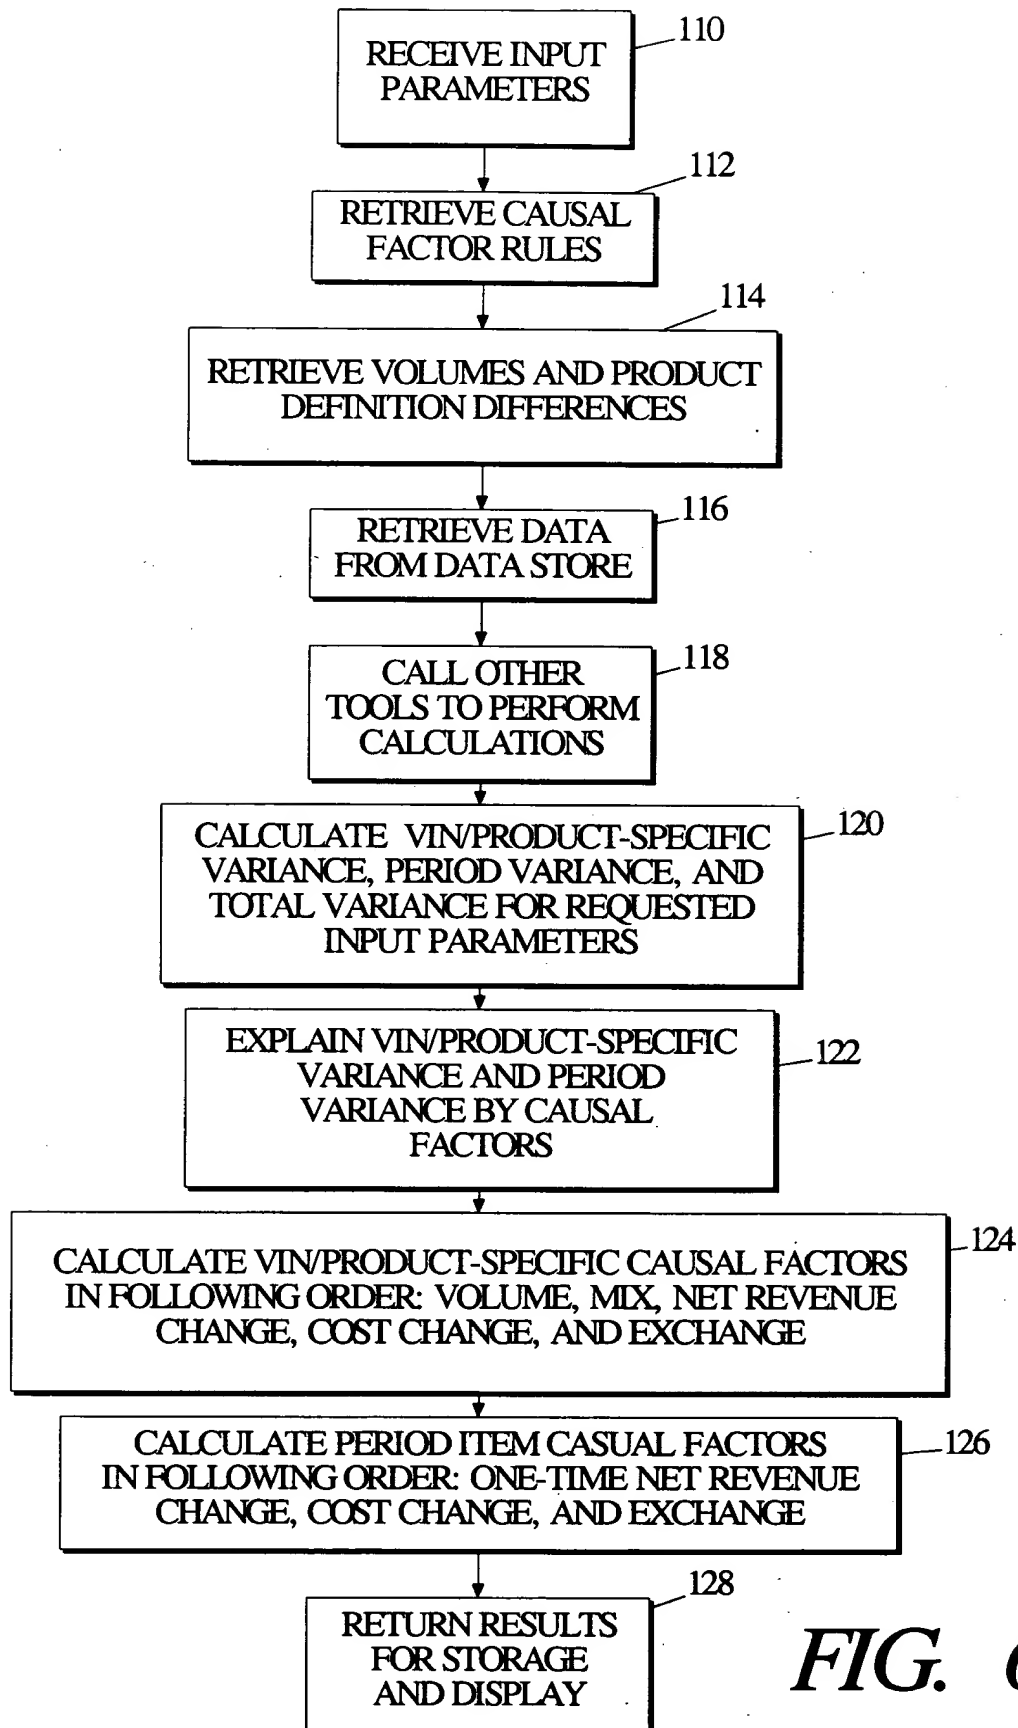 110
RECEIVE INPUT
PARAMETERS
112
RETRIEVE CAUSAL
FACTOR RULES
114
RETRIEVE VOLUMES AND PRODUCT
DEFINITION DIFFERENCES
116
RETRIEVE DATA
FROM DATA STORE
118
CALL OTHER
TOOLS TO PERFORM
CALCULATIONS
120
CALCULATE VIN/PRODUCT-SPECIFIC
VARIANCE, PERIOD VARIANCE, AND
TOTAL VARIANCE FOR REQUESTED
INPUT PARAMETERS
122
EXPLAIN VIN/PRODUCT-SPECIFIC
VARIANCE AND PERIOD
VARIANCE BY CAUSAL
FACTORS
124
CALCULATE VIN/PRODUCT-SPECIFIC CAUSAL FACTORS
IN FOLLOWING ORDER: VOLUME, MIX, NET REVENUE
CHANGE, COST CHANGE, AND EXCHANGE
126
CALCULATE PERIOD ITEM CASUAL FACTORS
IN FOLLOWING ORDER: ONE-TIME NET REVENUE
CHANGE, COST CHANGE, AND EXCHANGE
128
RETURN RESULTS
FOR STORAGE
AND DISPLAY
FIG.